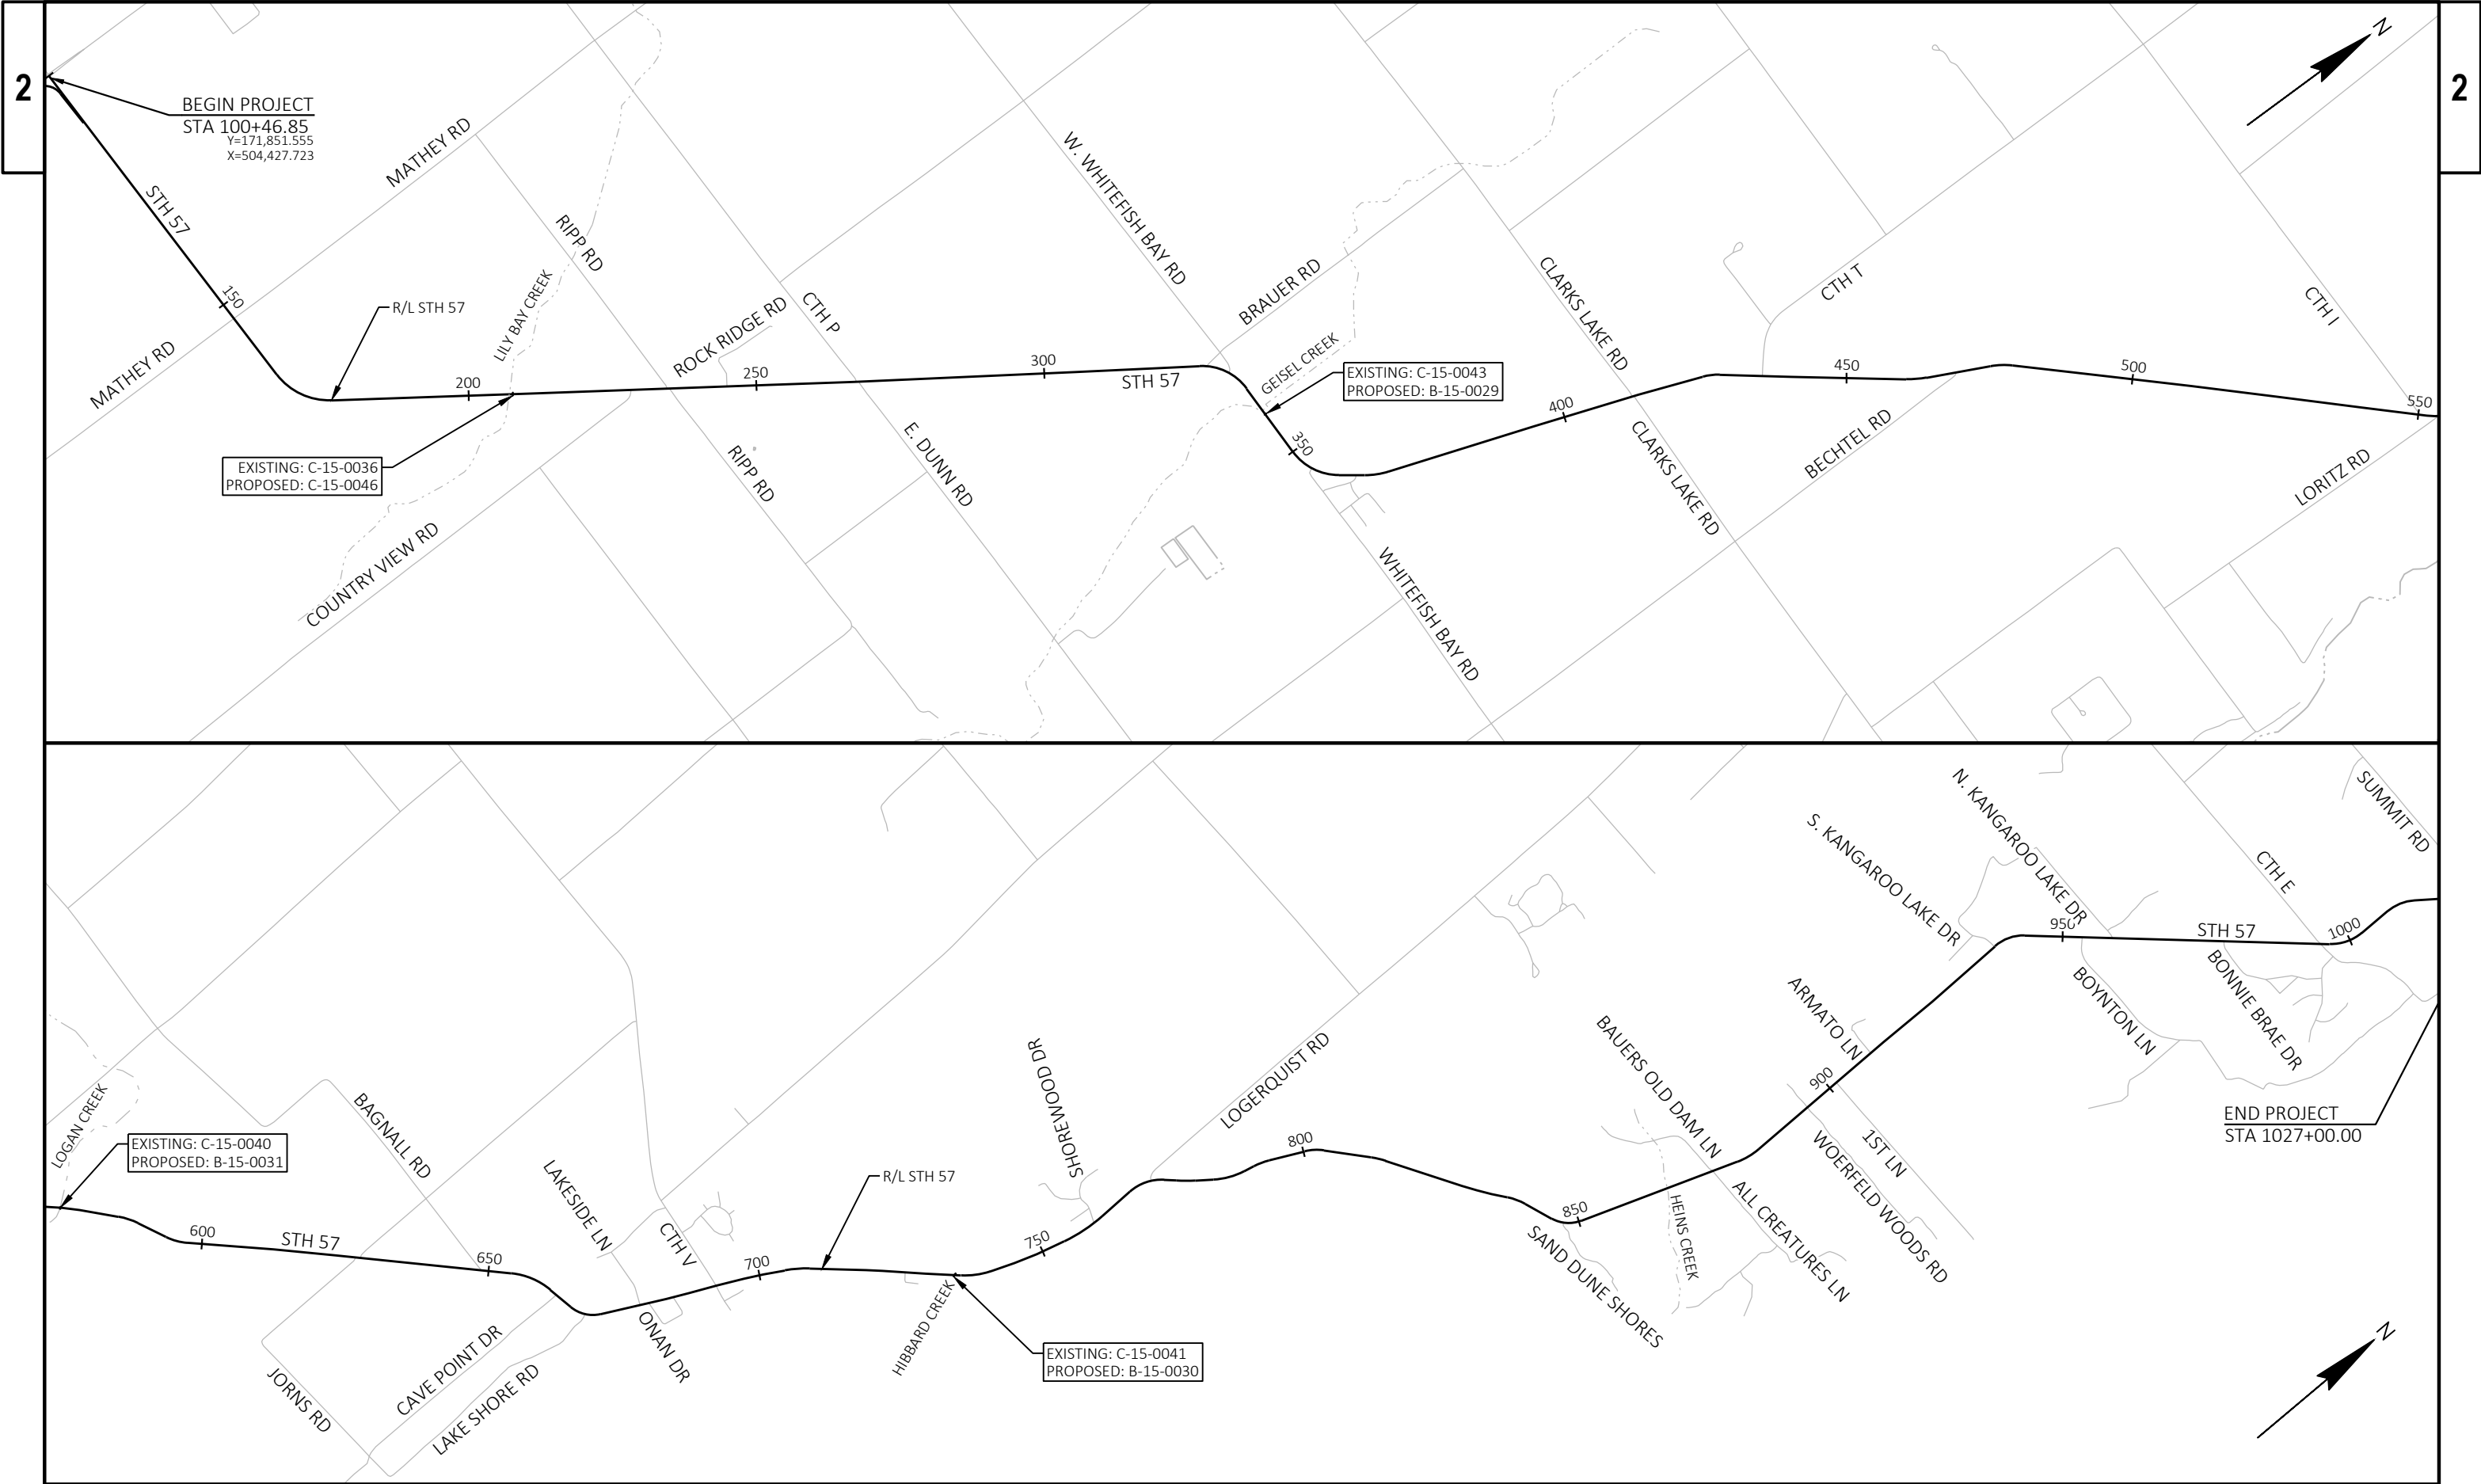 2
2
N
BEGIN PROJECT
STA 100+46.85
Y=171,851.555
X=504,427.723
STH 57
MATHEY RD
150
MATHEY RD
R/L STH 57
LILY BAY CREEK
RIPP RD
200
EXISTING: C-15-0036
PROPOSED: C-15-0046
COUNTRY VIEW RD
ROCK RIDGE RD
250
RIPP RD
CTH P
E. DUNN RD
300
STH 57
W. WHITEFISH BAY RD
BRAUER RD
GEISEL CREEK
EXISTING: C-15-0043
PROPOSED: B-15-0029
350
WHITEFISH BAY RD
400
CLARKS LAKE RD
CLARKS LAKE RD
CTH T
450
BECHTEL RD
500
CTH I
550
LORITZ RD
LOGAN CREEK
EXISTING: C-15-0040
PROPOSED: B-15-0031
600
STH 57
BAGNALL RD
650
JORNS RD
CAVE POINT DR
LAKE SHORE RD
LAKESIDE LN
ONAN DR
CTH V
700
R/L STH 57
HIBBARD CREEK
EXISTING: C-15-0041
PROPOSED: B-15-0030
750
SHOREWOOD DR
LOGERQUIST RD
800
850
SAND DUNE SHORES
HEINS CREEK
BAUERS OLD DAM LN
ALL CREATURES LN
ARMATO LN
900
1ST LN
WOERFELD WOODS RD
S. KANGAROO LAKE DR
N. KANGAROO LAKE DR
950
STH 57
BOYNTON LN
BONNIE BRAE DR
CTH E
1000
SUMMIT RD
END PROJECT
STA 1027+00.00
N